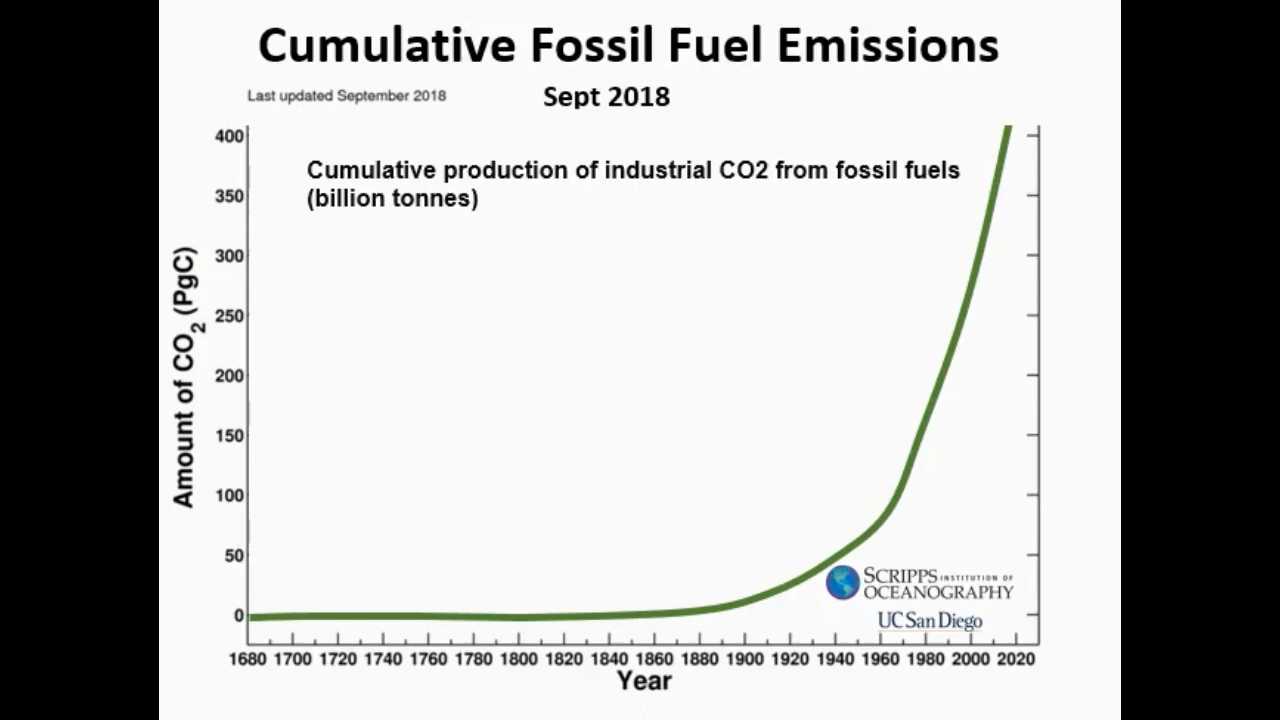 Cumulative Fossil Fuel Emissions
Last updated September 2018
Sept 2018
Cumulative production of industrial CO2 from fossil fuels
(billion tonnes)
Amount of CO2 (PgC)
400
350
300
250
200
150
100
50
0
SCRIPPS INSTITUTION OF
OCEANOGRAPHY
UC San Diego
1680 1700 1720 1740 1760 1780 1800 1820 1840 1860 1880 1900 1920 1940 1960 1980 2000 2020
Year